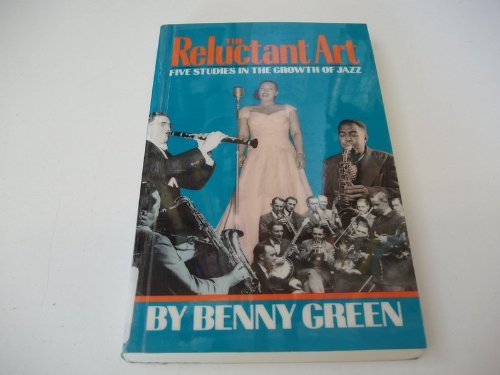 THE
Reluctant Art
FIVE STUDIES IN THE GROWTH OF JAZZ
BY BENNY GREEN